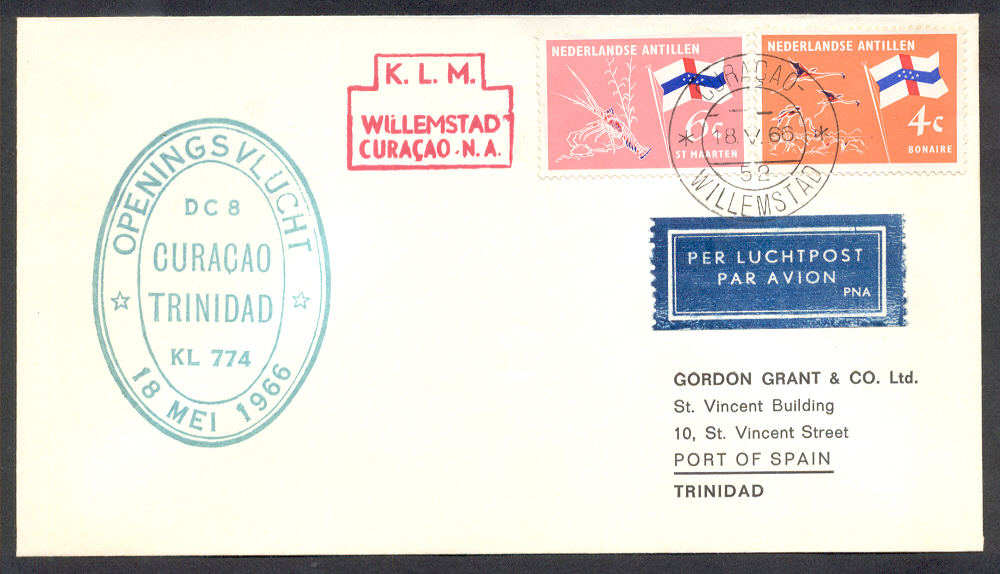 K. L. M.
WILLEMSTAD
CURAÇAO - N. A.
NEDERLANDSE ANTILLEN
6c
ST MAARTEN
NEDERLANDSE ANTILLEN
4c
BONAIRE
CURAÇAO-
* 18.V.66 *
52
WILLEMSTAD
OPENINGSVLUCHT
DC 8
CURAÇAO
TRINIDAD
KL 774
18 MEI 1966
PER LUCHTPOST
PAR AVION
PNA
GORDON GRANT & CO. Ltd.
St. Vincent Building
10, St. Vincent Street
PORT OF SPAIN
TRINIDAD